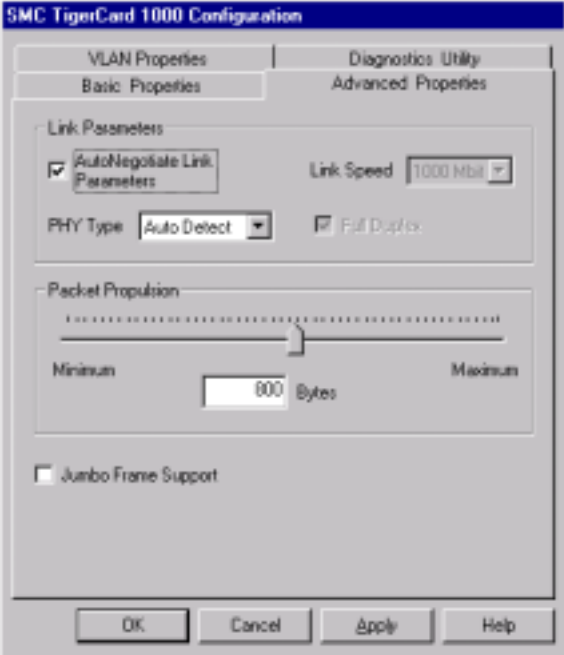 SMC TigerCard 1000 Configuration
VLAN Properties
Diagnostics Utility
Basic Properties
Advanced Properties
Link Parameters
AutoNegotiate Link
Parameters
Link Speed
1000 Mbit
PHY Type
Auto Detect
Full Duplex
Packet Propulsion
Minimum
Maximum
800 Bytes
Jumbo Frame Support
OK
Cancel
Apply
Help